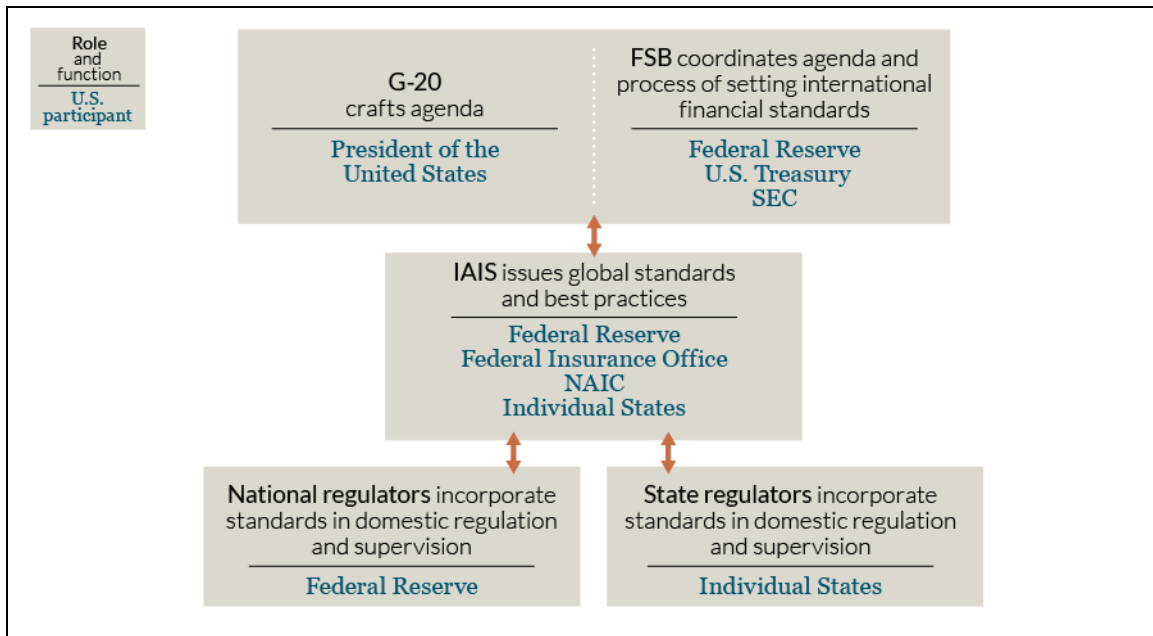 Role
and
function
U.S.
participant
G-20
crafts agenda
President of the
United States
FSB coordinates agenda and
process of setting international
financial standards
Federal Reserve
U.S. Treasury
SEC
IAIS issues global standards
and best practices
Federal Reserve
Federal Insurance Office
NAIC
Individual States
National regulators incorporate
standards in domestic regulation
and supervision
Federal Reserve
State regulators incorporate
standards in domestic regulation
and supervision
Individual States